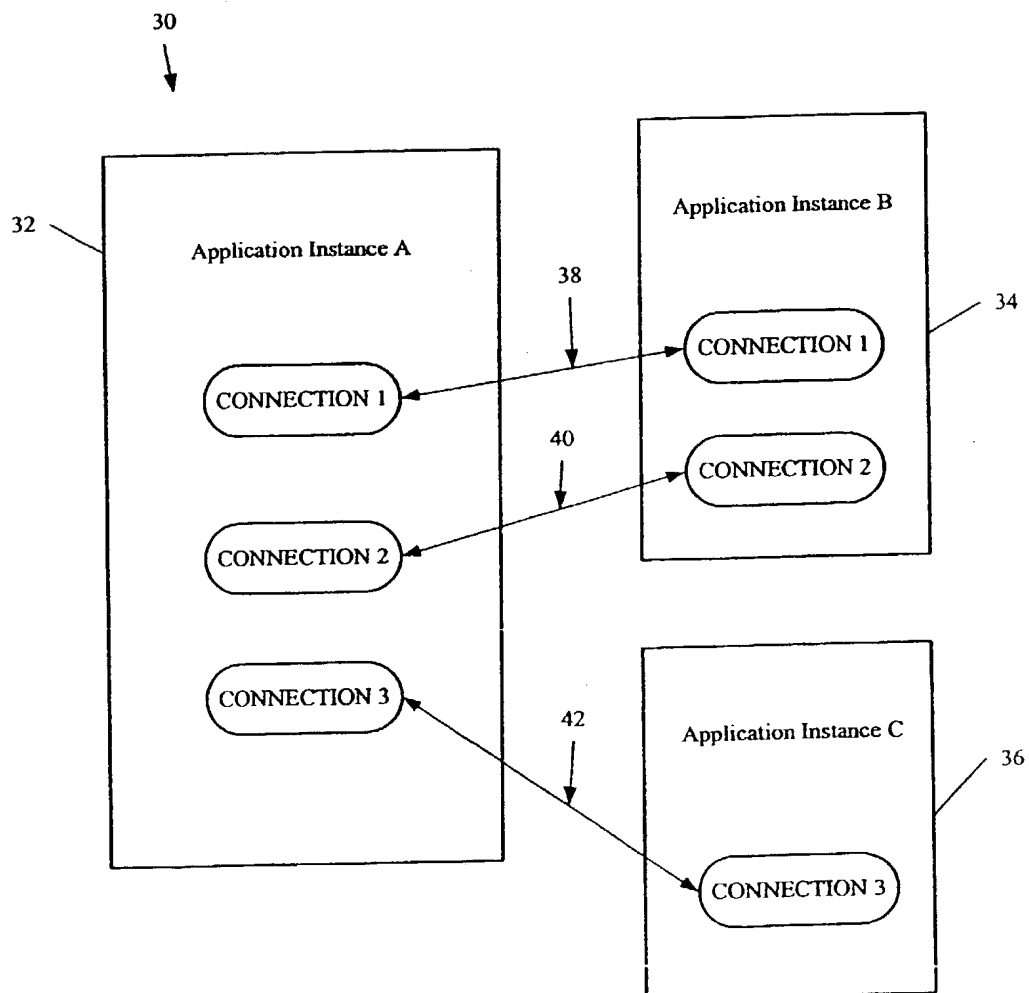 30
32
Application Instance A
CONNECTION 1
CONNECTION 2
CONNECTION 3
38
40
42
Application Instance B
CONNECTION 1
CONNECTION 2
34
Application Instance C
CONNECTION 3
36